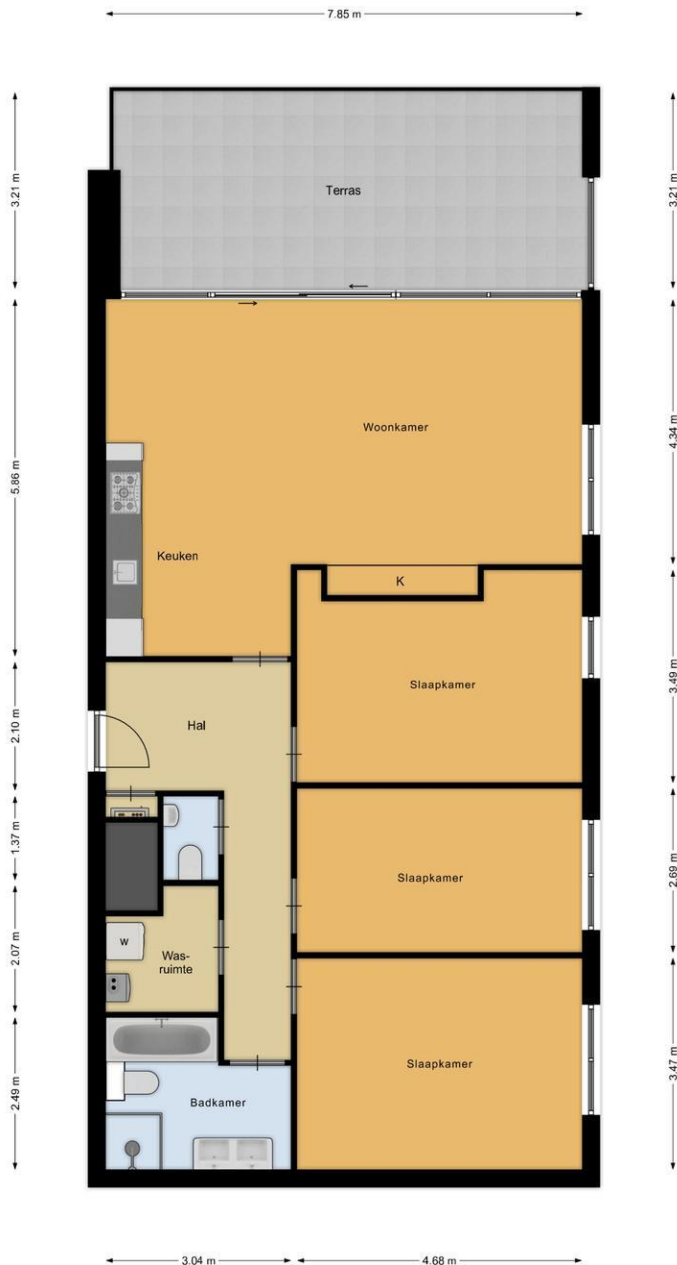 7.85 m
3.21 m
3.21 m
Terras
Woonkamer
4.34 m
5.86 m
Keuken
K
Slaapkamer
3.49 m
Hal
2.10 m
1.37 m
Slaapkamer
2.69 m
W
Was-
ruimte
2.07 m
Slaapkamer
3.47 m
Badkamer
2.49 m
3.04 m
4.68 m